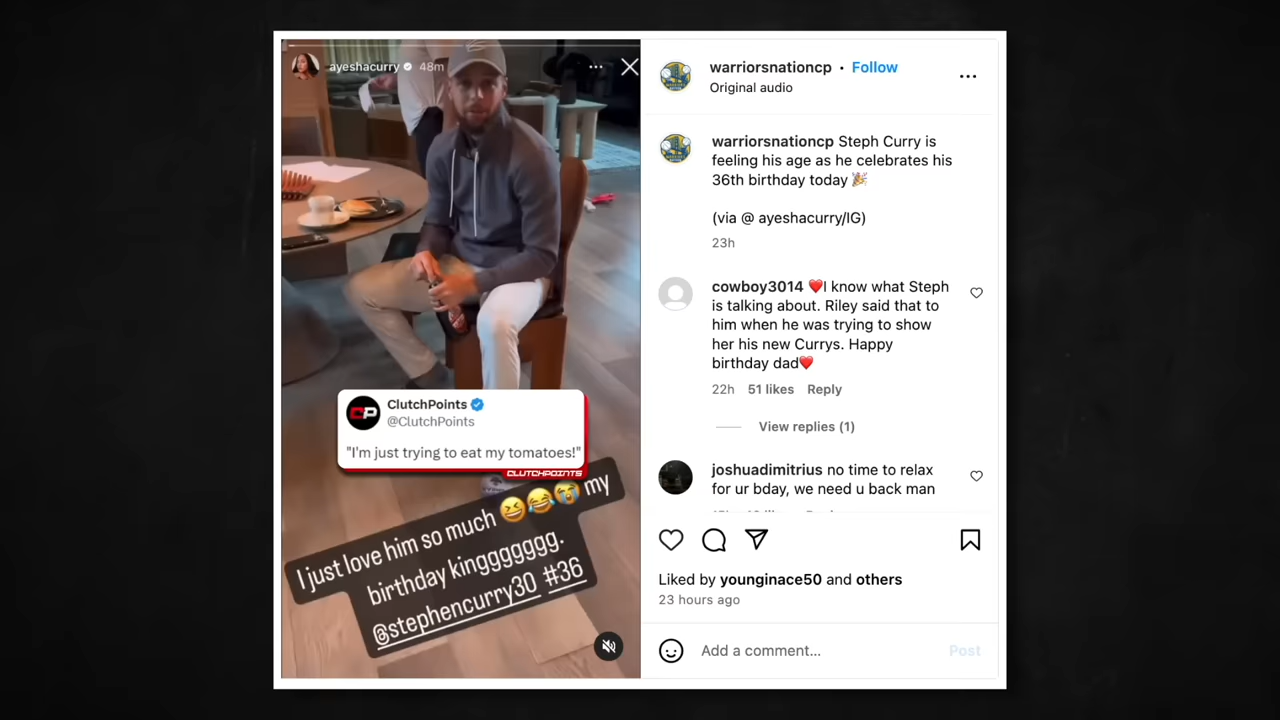 ayeshacurry 48m
CP
ClutchPoints
@ClutchPoints
"I'm just trying to eat my tomatoes!"
CLUTCHPOINTS
I just love him so much 😆😂😭 my
birthday kinggggggg.
@stephencurry30 #36
warriorsnationcp • Follow
Original audio
warriorsnationcp Steph Curry is
feeling his age as he celebrates his
36th birthday today 🎉
(via @ ayeshacurry/IG)
23h
cowboy3014 ❤️I know what Steph
is talking about. Riley said that to
him when he was trying to show
her his new Currys. Happy
birthday dad❤️
22h 51 likes Reply
View replies (1)
joshuadimitrius no time to relax
for ur bday, we need u back man
Liked by younginace50 and others
23 hours ago
Add a comment...
Post